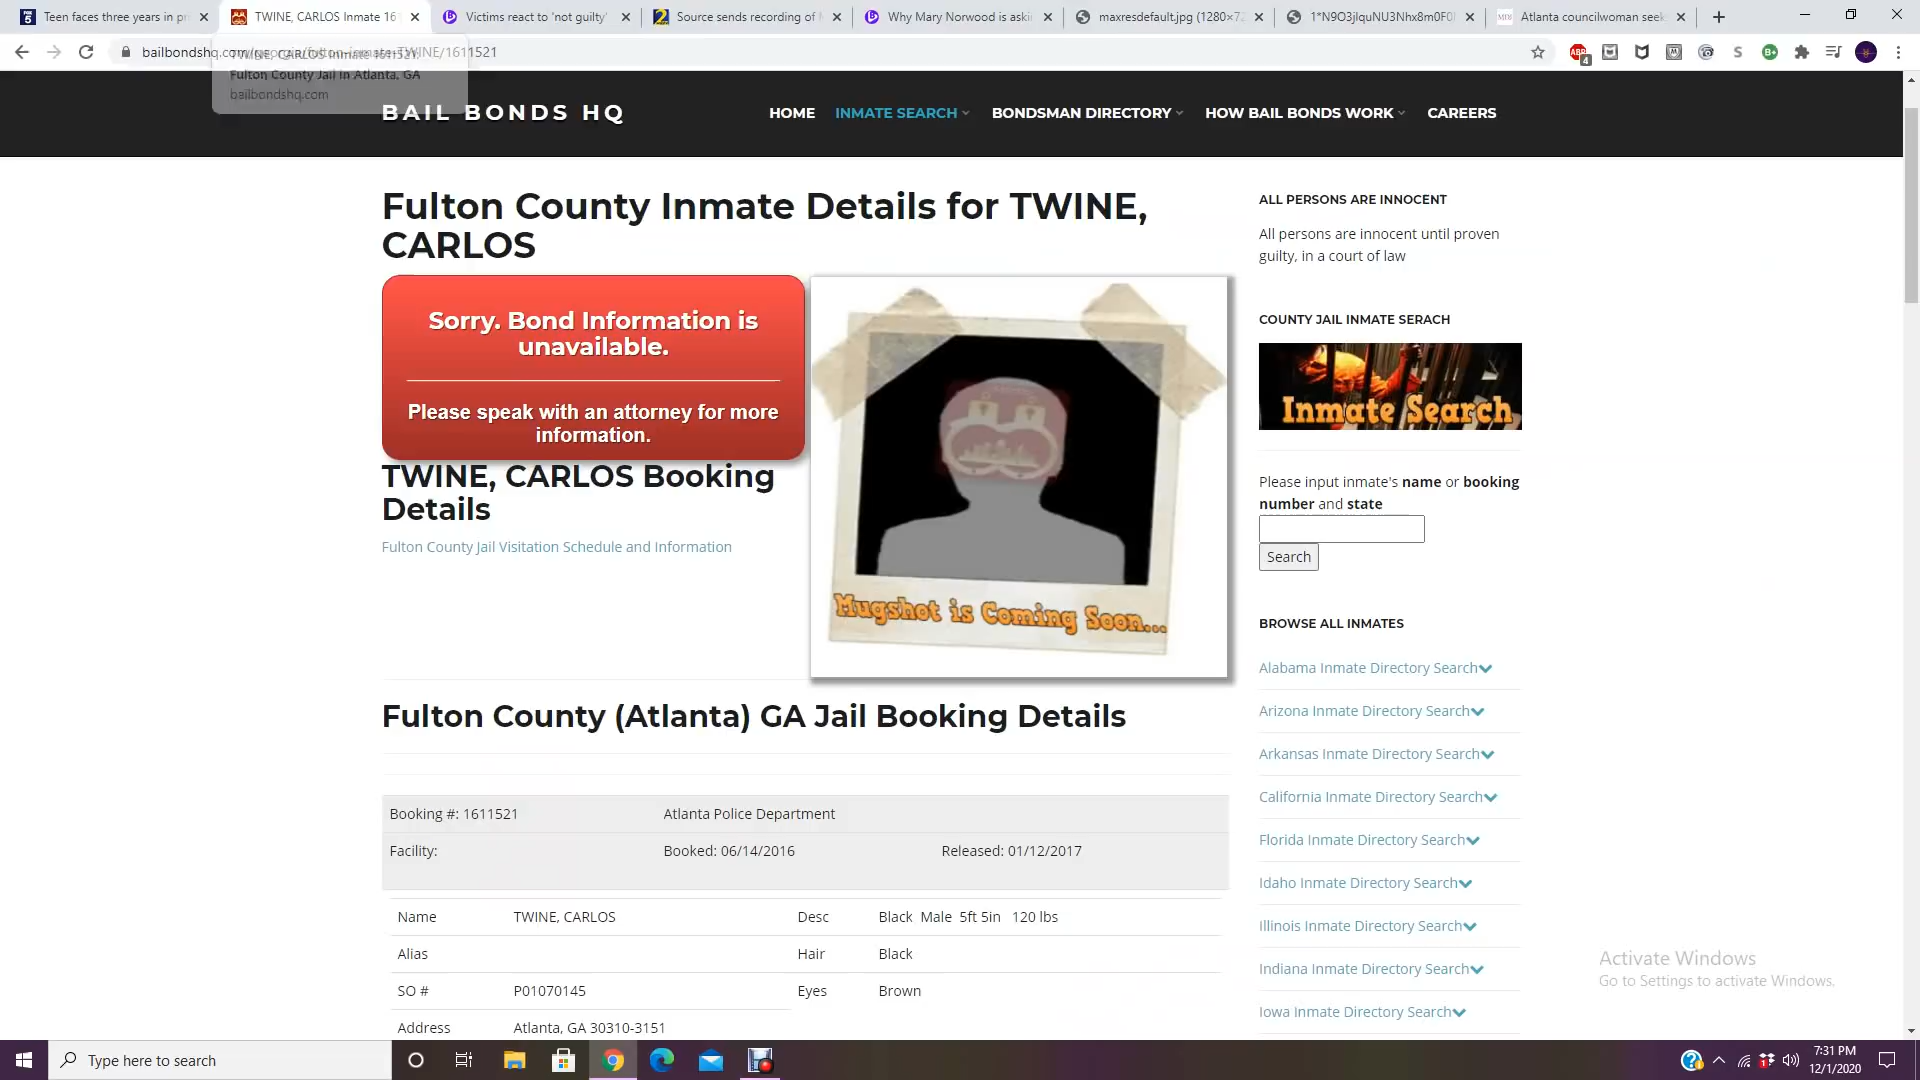 Teen faces three years in pr
TWINE, CARLOS Inmate 161
Victims react to 'not guilty'
Source sends recording of
Why Mary Norwood is aski
maxresdefault.jpg (1280×72
1*N9O3jlquNU3Nhx8m0F0
Atlanta councilwoman seek
bailbondshq.com/georgia/fulton-inmate-TWINE/1611521
TWINE, CARLOS Inmate 1611521:
Fulton County Jail in Atlanta, GA
bailbondshq.com
BAIL BONDS HQ
HOME INMATE SEARCH BONDSMAN DIRECTORY HOW BAIL BONDS WORK CAREERS
Fulton County Inmate Details for TWINE,
CARLOS
Sorry. Bond Information is
unavailable.
Please speak with an attorney for more
information.
Mugshot is Coming Soon...
TWINE, CARLOS Booking
Details
Fulton County Jail Visitation Schedule and Information
Fulton County (Atlanta) GA Jail Booking Details
Booking #: 1611521 Atlanta Police Department
Facility: Booked: 06/14/2016 Released: 01/12/2017
Name TWINE, CARLOS Desc Black Male 5ft 5in 120 lbs
Alias Hair Black
SO # P01070145 Eyes Brown
Address Atlanta, GA 30310-3151
ALL PERSONS ARE INNOCENT
All persons are innocent until proven
guilty, in a court of law
COUNTY JAIL INMATE SERACH
Inmate Search
Please input inmate's name or booking
number and state
Search
BROWSE ALL INMATES
Alabama Inmate Directory Search
Arizona Inmate Directory Search
Arkansas Inmate Directory Search
California Inmate Directory Search
Florida Inmate Directory Search
Idaho Inmate Directory Search
Illinois Inmate Directory Search
Indiana Inmate Directory Search
Iowa Inmate Directory Search
Activate Windows
Go to Settings to activate Windows.
Type here to search
7:31 PM
12/1/2020